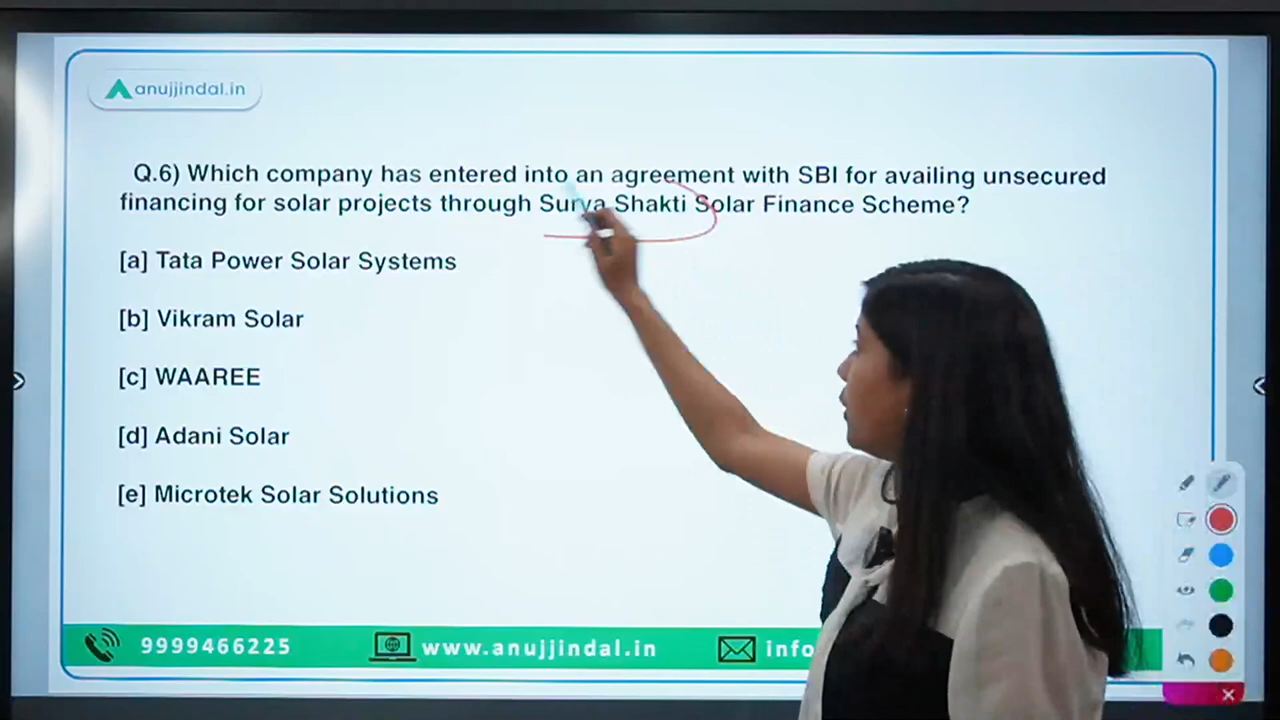 anujjindal.in
Q.6) Which company has entered into an agreement with SBI for availing unsecured
financing for solar projects through Surya Shakti Solar Finance Scheme?
[a] Tata Power Solar Systems
[b] Vikram Solar
[c] WAAREE
[d] Adani Solar
[e] Microtek Solar Solutions
9999466225 www.anujjindal.in info